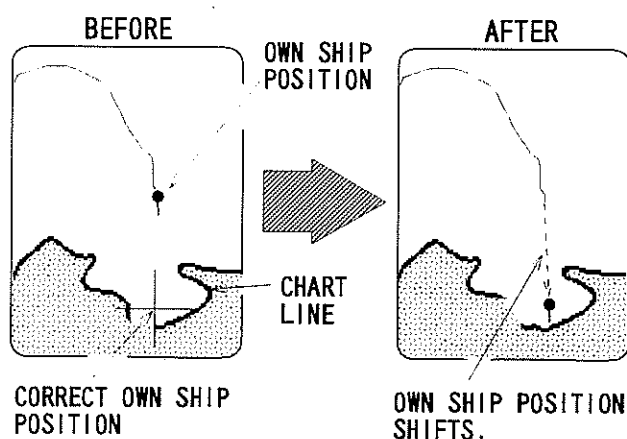 BEFORE
OWN SHIP
POSITION
CHART
LINE
CORRECT OWN SHIP
POSITION
AFTER
OWN SHIP POSITION
SHIFTS.